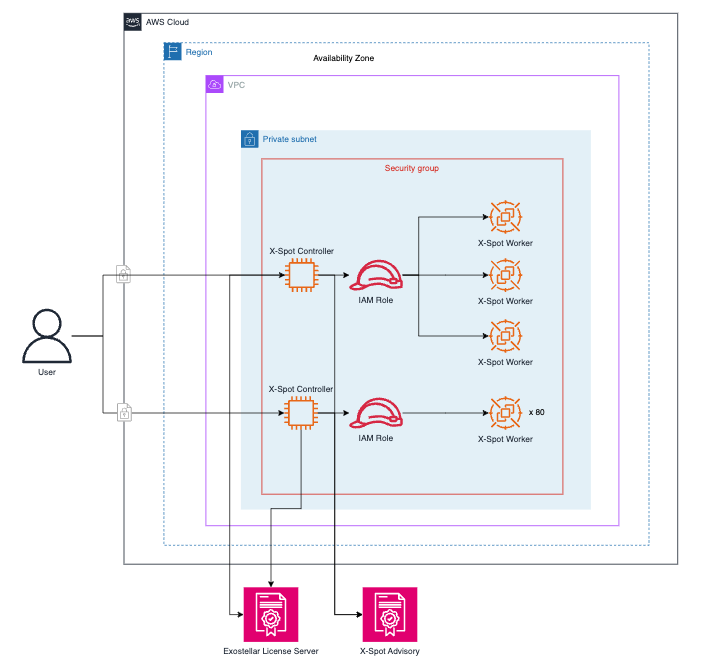 aws
AWS Cloud
Region
Availability Zone
VPC
Private subnet
Security group
X-Spot Worker
X-Spot Controller
IAM Role
X-Spot Worker
X-Spot Worker
User
X-Spot Controller
IAM Role
X-Spot Worker
x 80
Exostellar License Server
X-Spot Advisory